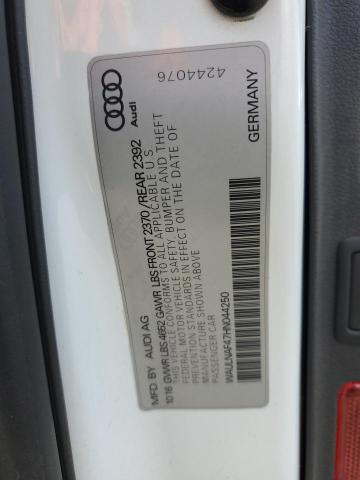 MFD. BY AUDI AG
10/16 GVWR LBS 4652 GAWR LBS FRONT 2370/REAR 2392
THIS VEHICLE CONFORMS TO ALL APPLICABLE U S
FEDERAL MOTOR VEHICLE SAFETY, BUMPER AND THEFT
PREVENTION STANDARDS IN EFFECT ON THE DATE OF
MANUFACTURE SHOWN ABOVE
PASSENGER CAR
WAULNAF47HN044250
GERMANY
Audi
4244076